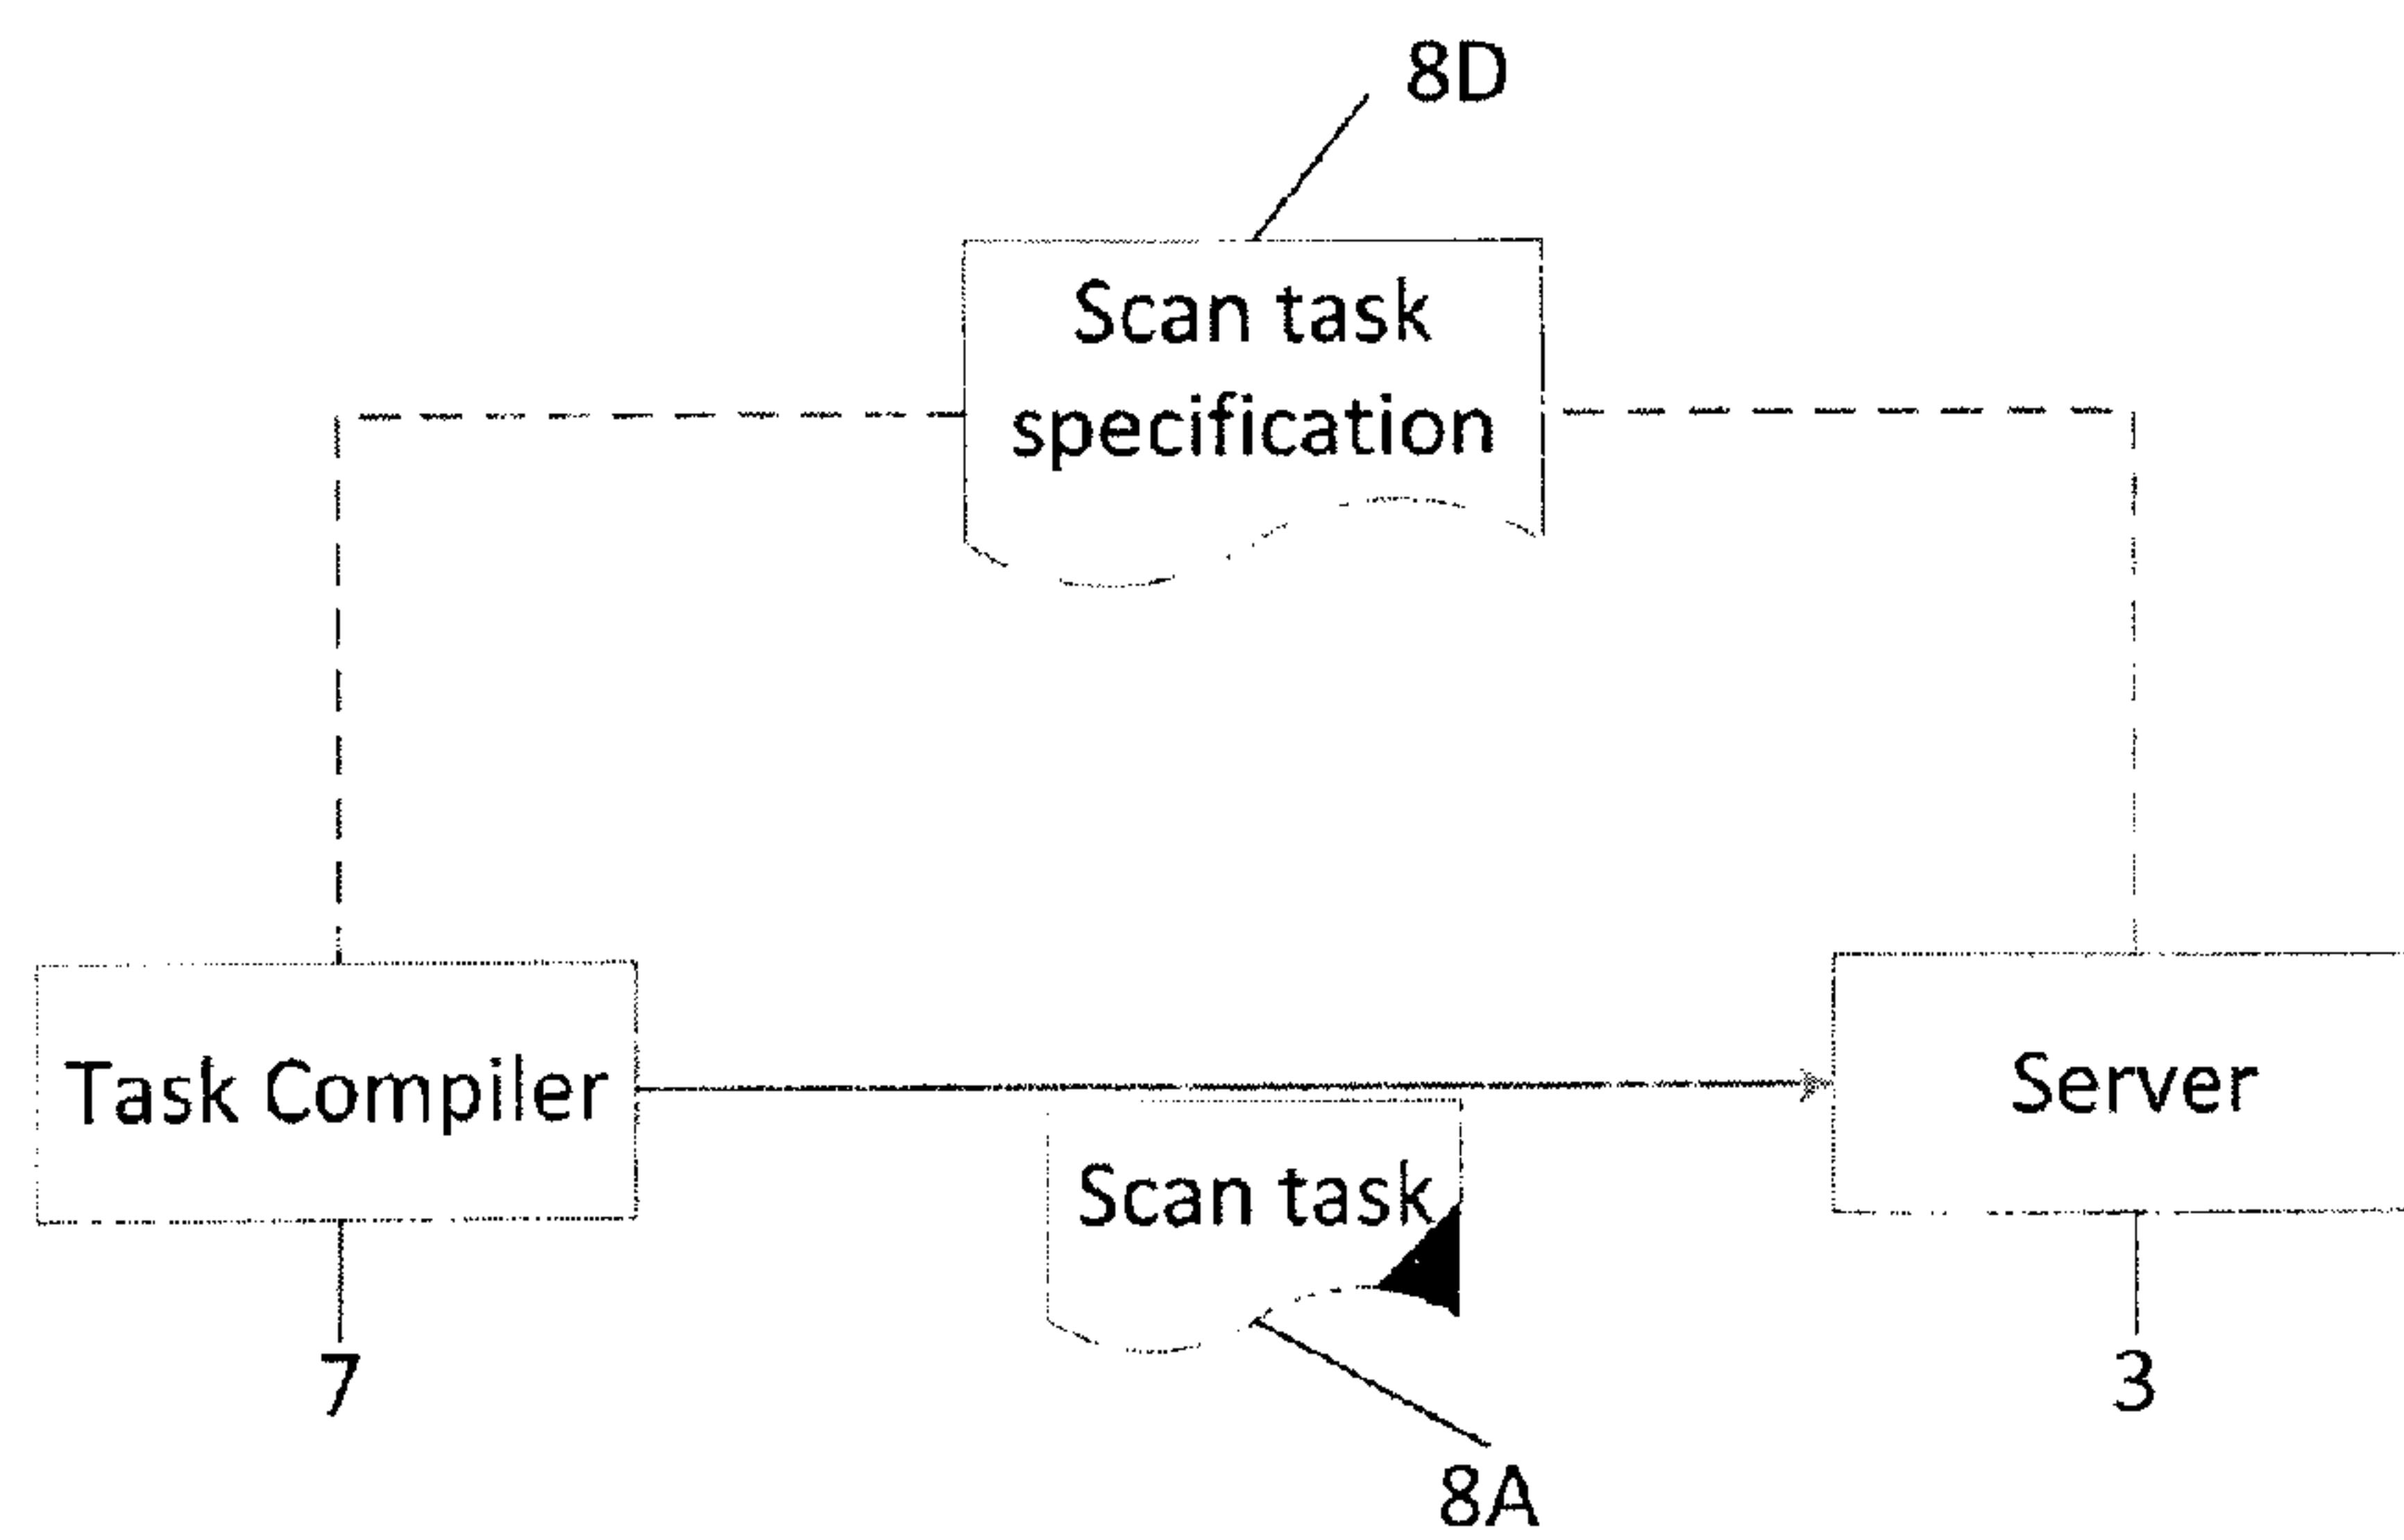 8D
Scan task
specification
Task Compiler
Server
Scan task
7
3
8A